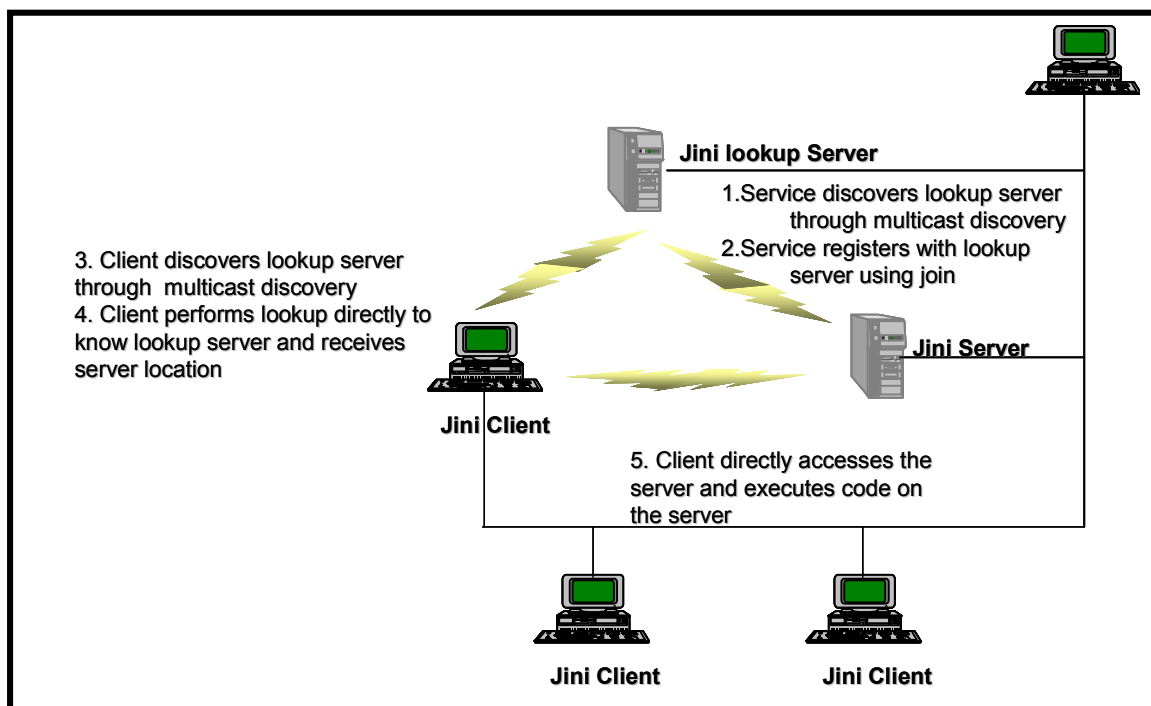 Jini lookup Server
1.Service discovers lookup server
through multicast discovery
2.Service registers with lookup
server using join
3. Client discovers lookup server
through multicast discovery
4. Client performs lookup directly to
know lookup server and receives
server location
Jini Server
Jini Client
5. Client directly accesses the
server and executes code on
the server
Jini Client
Jini Client